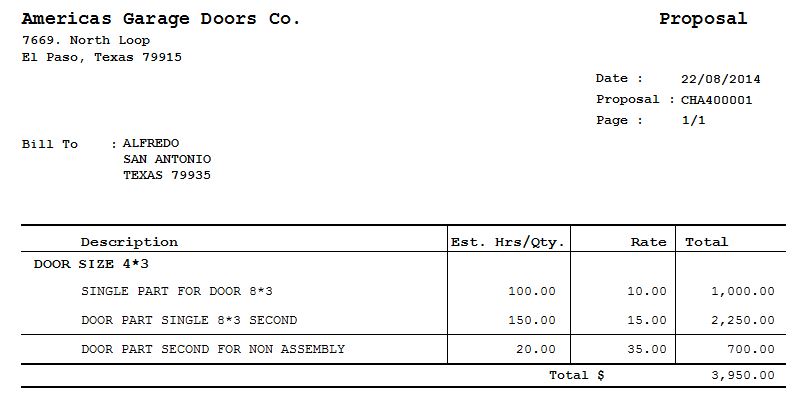 Americas Garage Doors Co. Proposal
7669. North Loop
El Paso, Texas 79915
Date : 22/08/2014
Proposal : CHA400001
Page : 1/1
Bill To : ALFREDO
SAN ANTONIO
TEXAS 79935
Description Est. Hrs/Qty. Rate Total
DOOR SIZE 4*3
SINGLE PART FOR DOOR 8*3 100.00 10.00 1,000.00
DOOR PART SINGLE 8*3 SECOND 150.00 15.00 2,250.00
DOOR PART SECOND FOR NON ASSEMBLY 20.00 35.00 700.00
Total $ 3,950.00